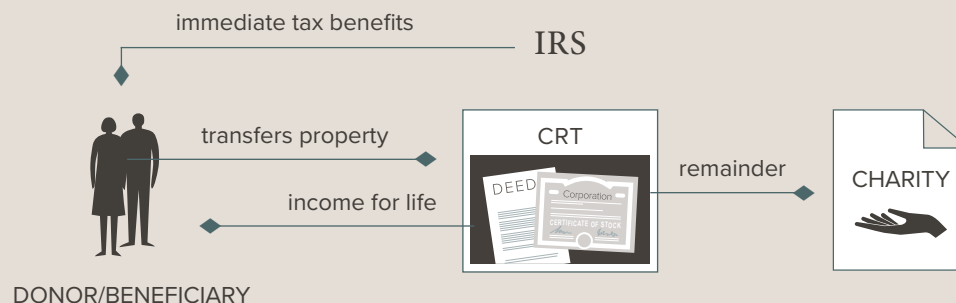 immediate tax benefits
IRS
transfers property
CRT
DEED
Corporation
CERTIFICATE OF STOCK
income for life
remainder
CHARITY
DONOR/BENEFICIARY